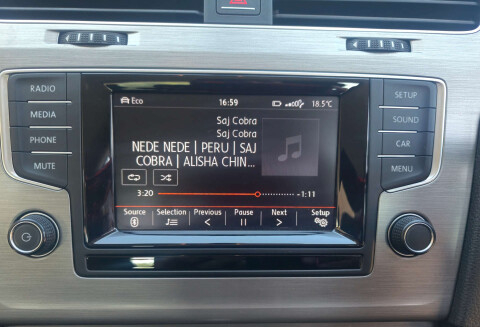 RADIO
MEDIA
PHONE
MUTE
Eco 16:59 18.5°C
Saj Cobra
Saj Cobra
NEDE NEDE | PERU | SAJ
COBRA | ALISHA CHIN...
3:20 -1:11
Source Selection Previous Pause Next Setup
SETUP
SOUND
CAR
MENU